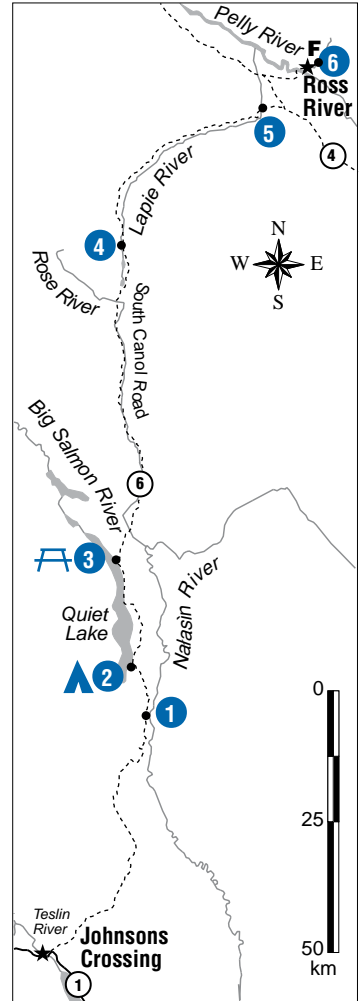 Pelly River
F
6
Ross
River
5
4
Lapie River
4
N
W E
S
Rose River
South Canol Road
Big Salmon
River
6
3
Nalasìn River
Quiet
Lake
2
1
0
25
50
km
Teslin
River
Johnsons
Crossing
1